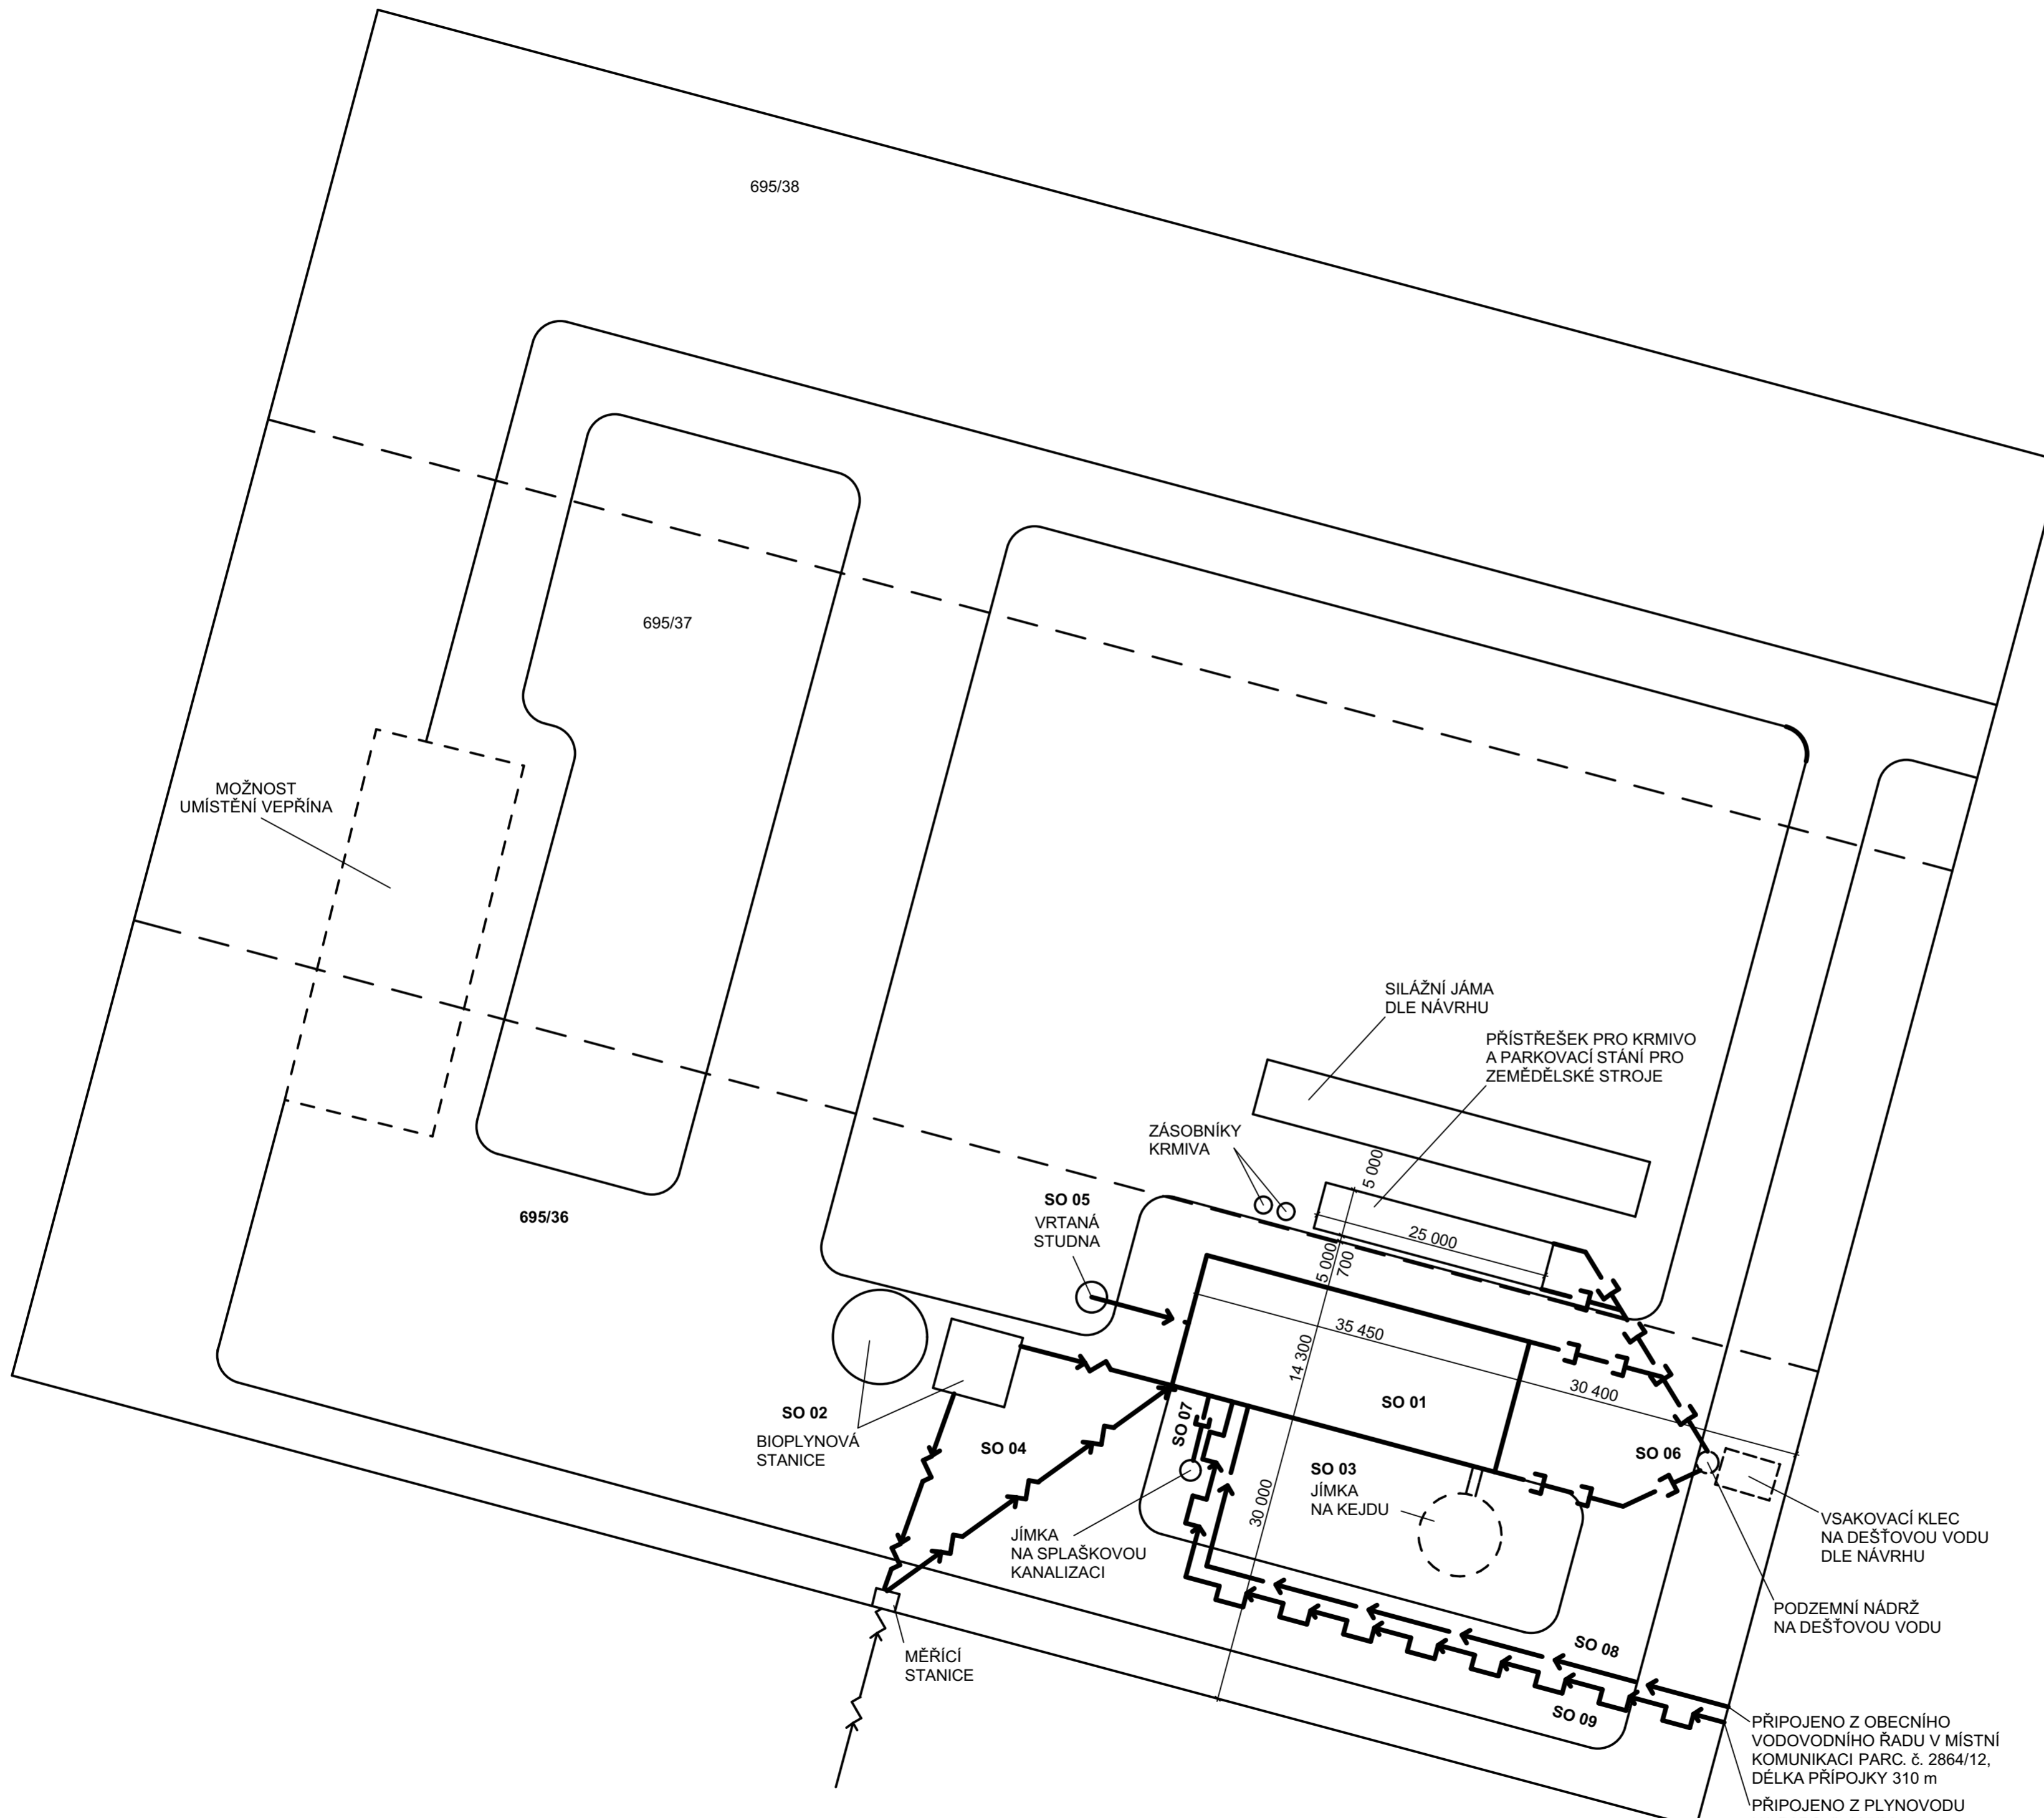 695/38
695/37
MOŽNOST
UMÍSTĚNÍ VEPŘÍNA
SILÁŽNÍ JÁMA
DLE NÁVRHU
PŘÍSTŘEŠEK PRO KRMIVO
A PARKOVACÍ STÁNÍ PRO
ZEMĚDĚLSKÉ STROJE
ZÁSOBNÍKY
KRMIVA
5 000
SO 05
VRTANÁ
STUDNA
695/36
25 000
5 000
700
35 450
14 300
30 400
SO 01
SO 02
BIOPLYNOVÁ
STANICE
SO 04
SO 07
SO 06
SO 03
JÍMKA
NA KEJDU
30 000
JÍMKA
NA SPLAŠKOVOU
KANALIZACI
VSAKOVACÍ KLEC
NA DEŠŤOVOU VODU
DLE NÁVRHU
PODZEMNÍ NÁDRŽ
NA DEŠŤOVOU VODU
MĚŘÍCÍ
STANICE
SO 08
SO 09
PŘIPOJENO Z OBECNÍHO
VODOVODNÍHO ŘADU V MÍSTNÍ
KOMUNIKACI PARC. č. 2864/12,
DÉLKA PŘÍPOJKY 310 m
PŘIPOJENO Z PLYNOVODU